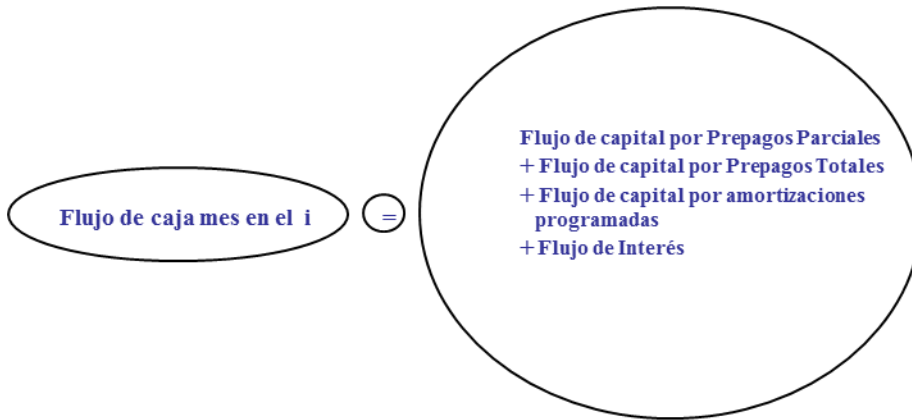 Flujo de caja mes en el i
=
Flujo de capital por Prepagos Parciales
+ Flujo de capital por Prepagos Totales
+ Flujo de capital por amortizaciones
programadas
+ Flujo de Interés